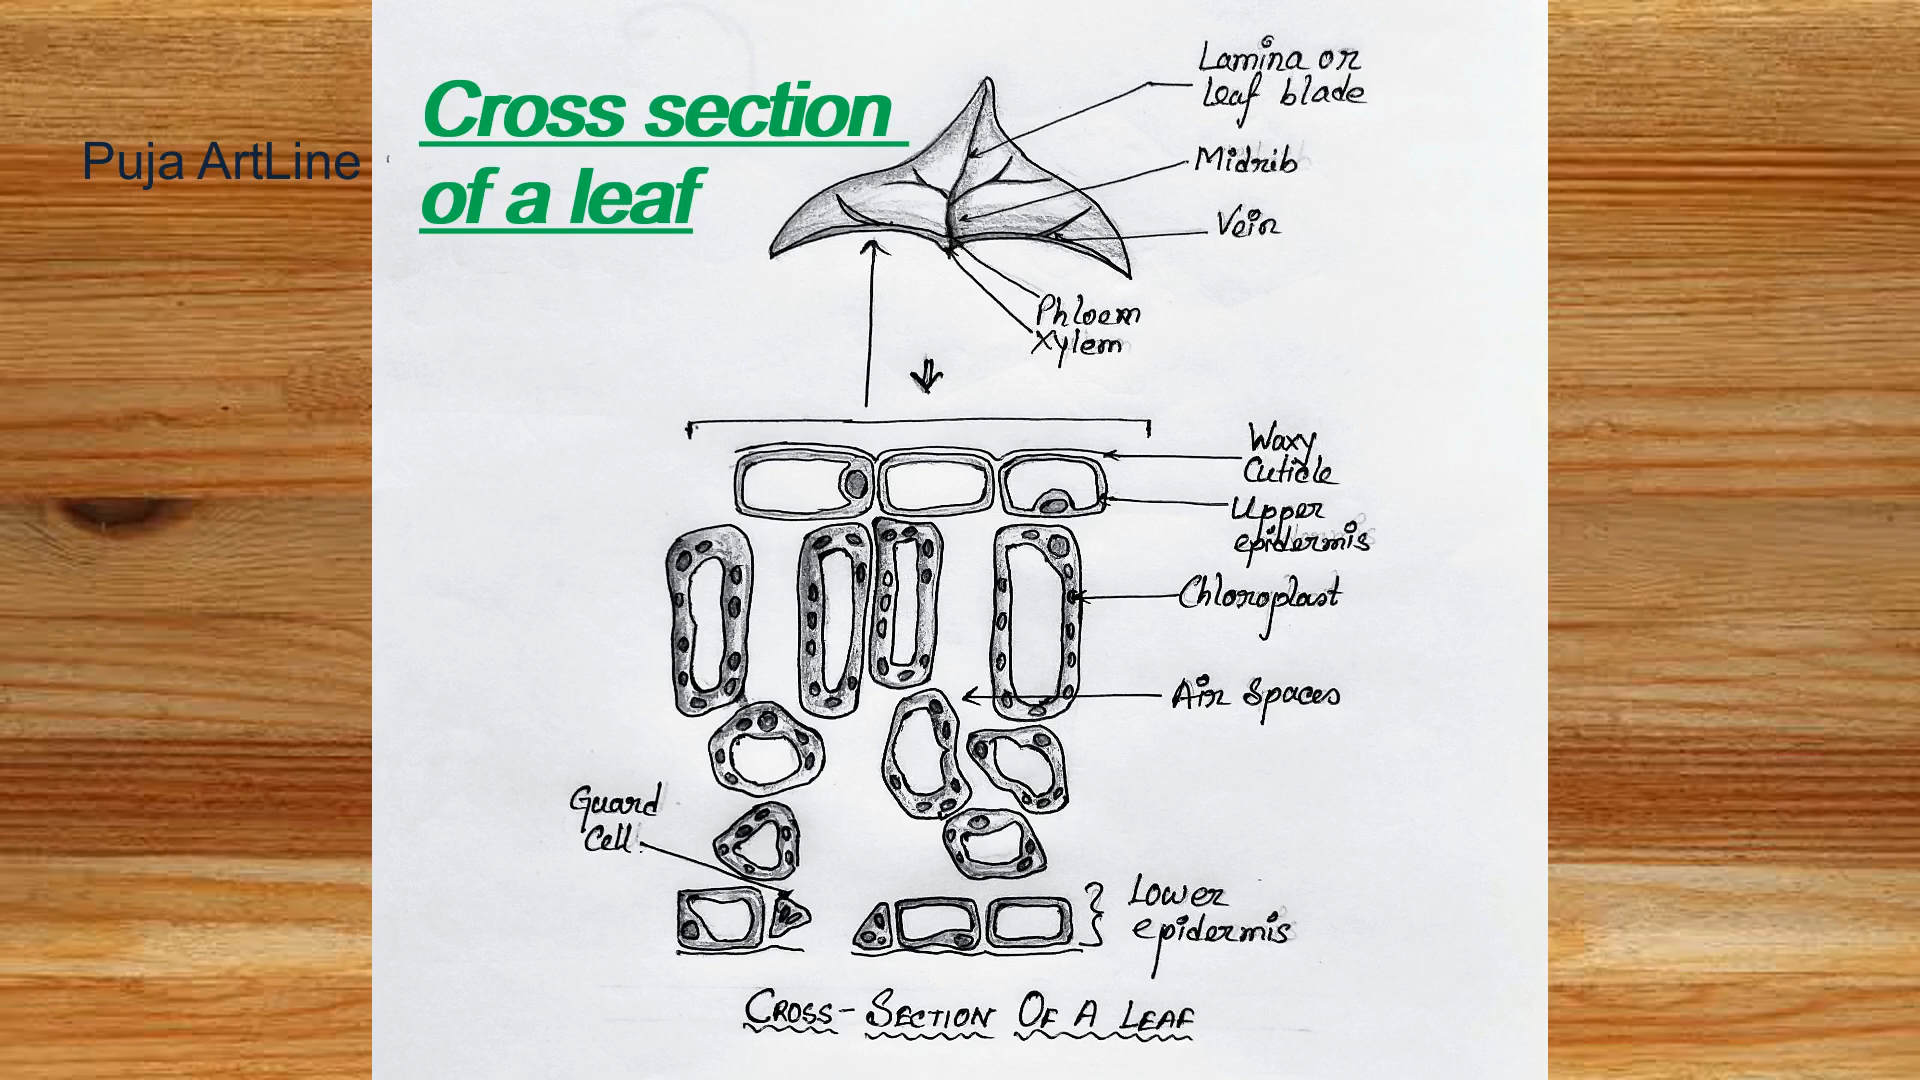 Cross section
of a leaf
Puja ArtLine
Lamina or
Leaf blade
Midrib
Vein
Phloem
Xylem
Waxy
Cuticle
Upper
epidermis
Chloroplast
Air Spaces
Guard
Cell
Lower
epidermis
CROSS-SECTION OF A LEAF